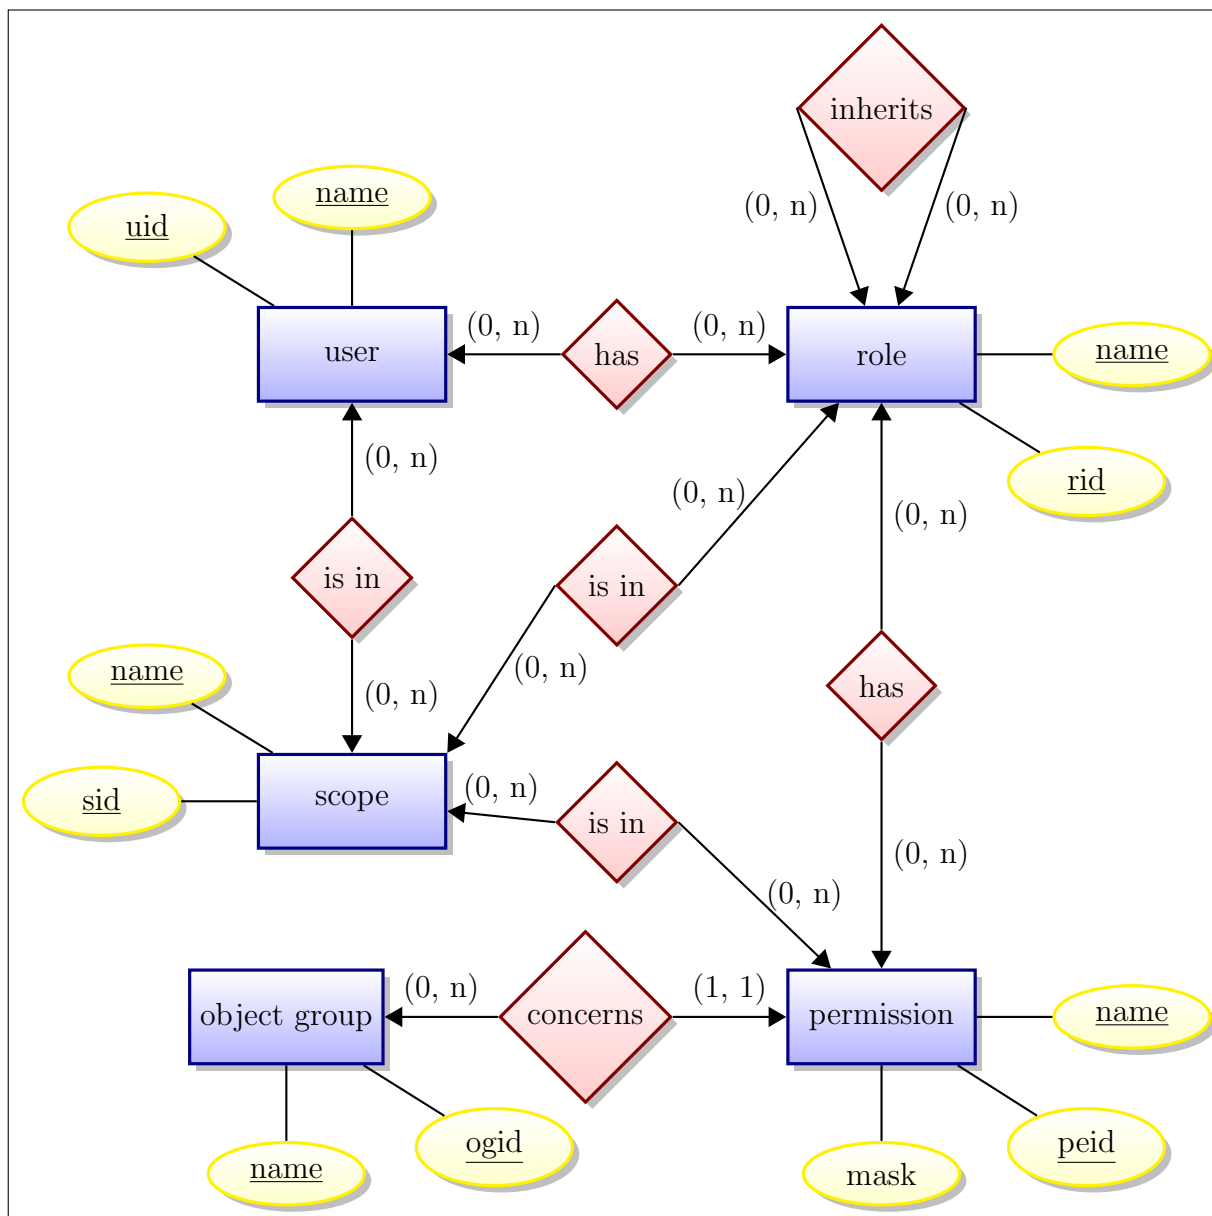 inherits
(0, n)
(0, n)
name
uid
user
(0, n)
has
(0, n)
role
name
rid
(0, n)
(0, n)
(0, n)
is in
is in
name
(0, n)
(0, n)
has
sid
scope
(0, n)
is in
(0, n)
(0, n)
object group
(0, n)
concerns
(1, 1)
permission
name
name
ogid
mask
peid